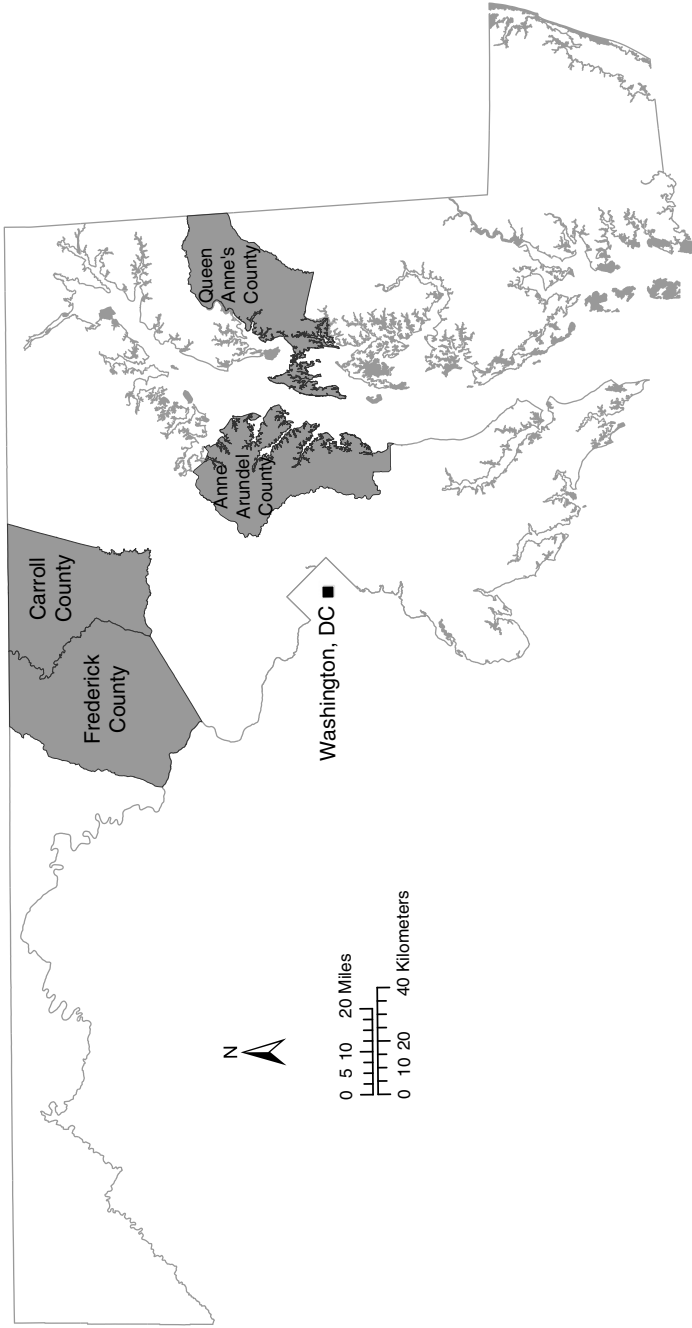 Carroll
County
Frederick
County
Queen
Anne's
County
Anne
Arundel
County
Washington, DC
N
0 5 10 20 Miles
0 10 20 40 Kilometers